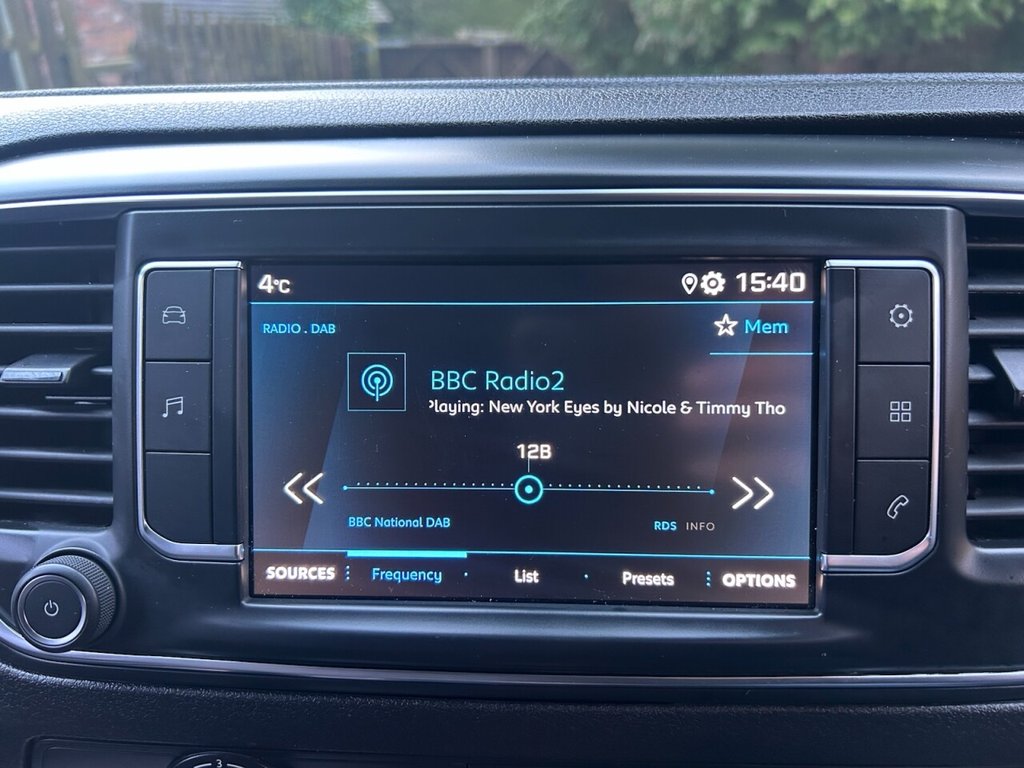 4°C 15:40
RADIO . DAB
Mem
BBC Radio2
Playing: New York Eyes by Nicole & Timmy Tho
12B
BBC National DAB RDS INFO
SOURCES Frequency List Presets OPTIONS
3